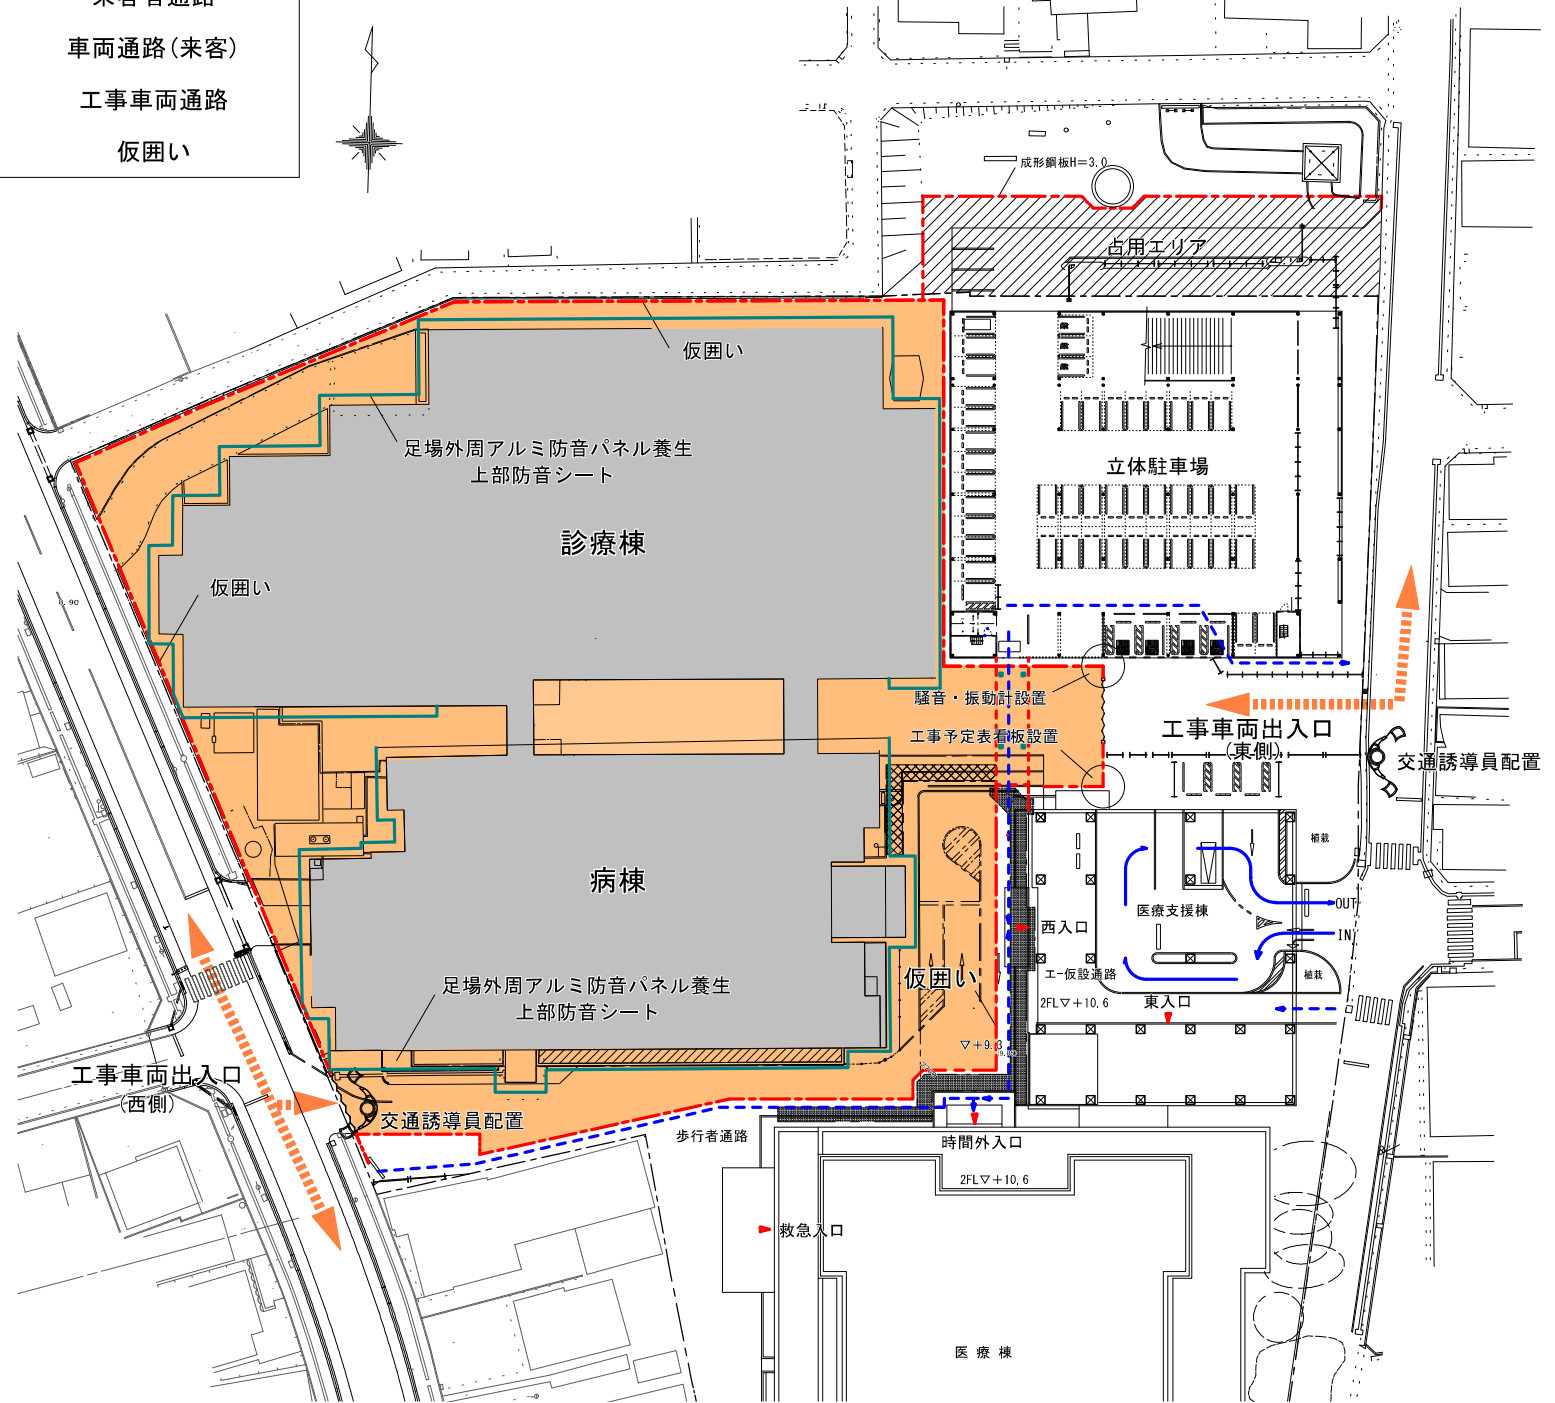 来客者通路
車両通路(来客)
工事車両通路
仮囲い
成形鋼板H=3.0
占用エリア
仮囲い
足場外周アルミ防音パネル養生
上部防音シート
立体駐車場
診療棟
仮囲い
8.90
騒音・振動計設置
工事予定表看板設置
工事車両出入口
(東側)
交通誘導員配置
植栽
病棟
医療支援棟
OUT
西入口
IN
仮囲い
エー仮設通路
植栽
足場外周アルミ防音パネル養生
上部防音シート
2FL▽+10.6
東入口
▽+9.3
工事車両出入口
(西側)
交通誘導員配置
歩行者通路
時間外入口
2FL▽+10.6
救急入口
医療棟